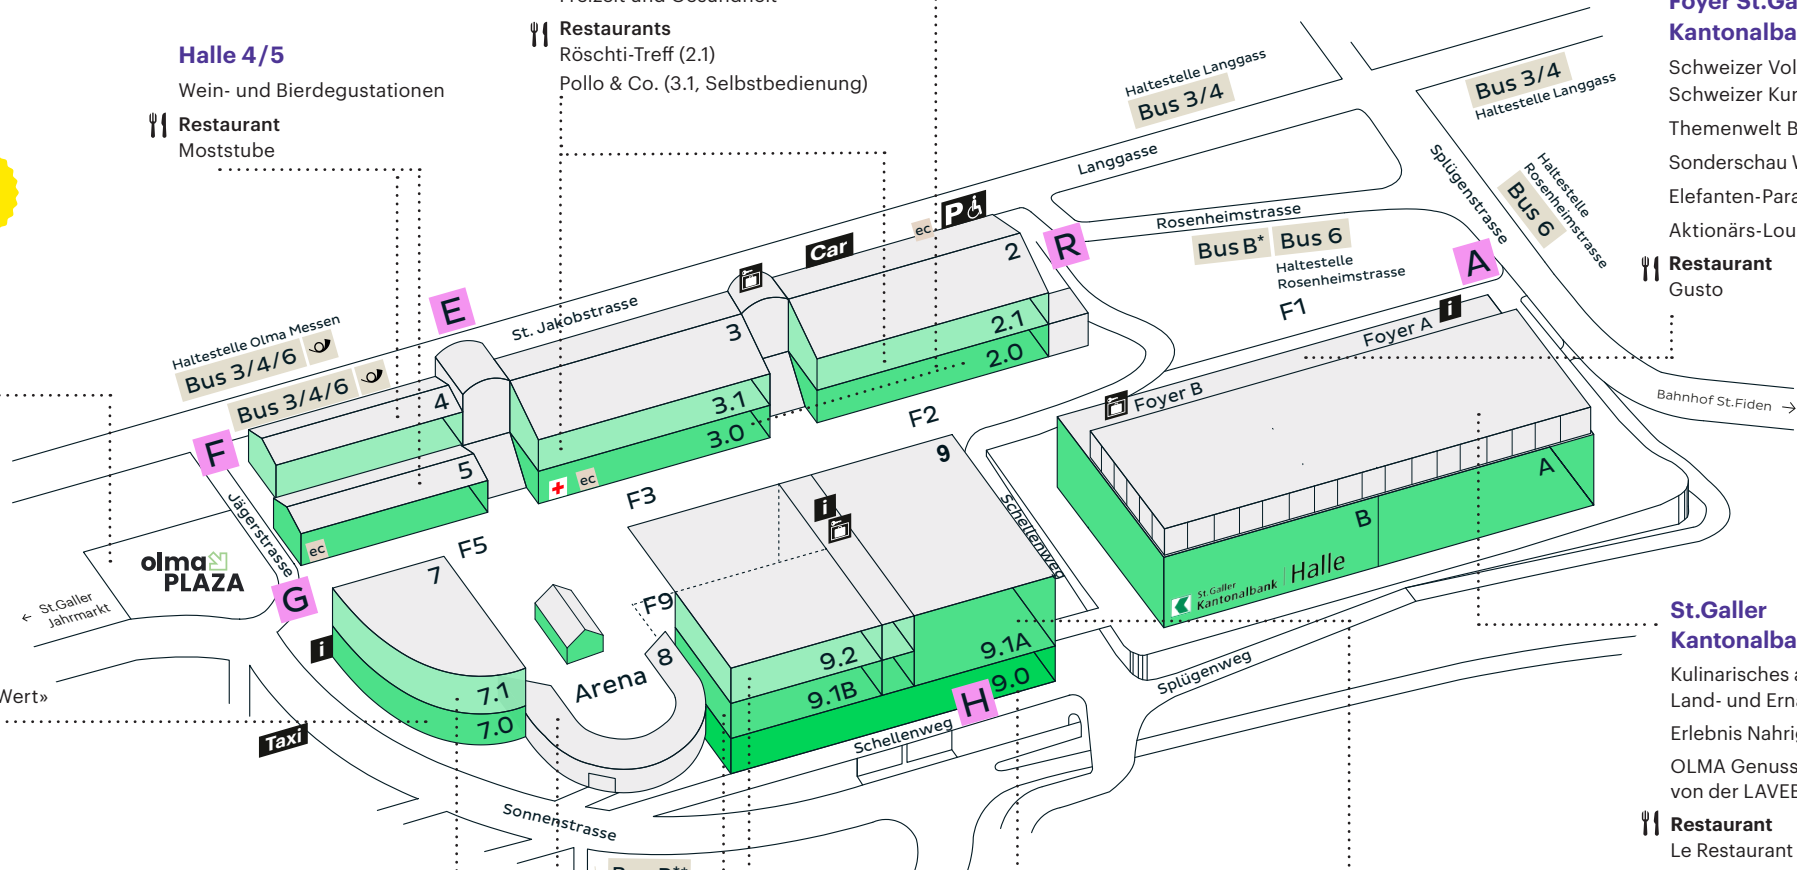 Halle 4/5
Wein- und Bierdegustationen
Restaurant
Moststube
Restaurants
Röschti-Treff (2.1)
Pollo & Co. (3.1, Selbstbedienung)
Haltestelle Langgass
Bus 3/4
Bus 3/4
Haltestelle Langgass
Kantonalba
Schweizer Vol
Schweizer Kur
Themenwelt B
Sonderschau
Elefanten-Para
Aktionärs-Lou
Restaurant
Gusto
Langgasse
Splügenstrasse
Haltestelle
Rosenheimstrasse
Bus 6
Rosenheimstrasse
Bus B*
Bus 6
Haltestelle
Rosenheimstrasse
P
ec
Car
R
A
E
St. Jakobstrasse
2
2.1
2.0
3
3.1
3.0
ec
F1
i
Foyer A
Foyer B
Haltestelle Olma Messen
Bus 3/4/6
Bus 3/4/6
4
5
ec
F
Jägerstrasse
F2
F3
F5
Bahnhof St.Fiden
9
i
Schellenweg
A
B
St.Galler
Kantonalbank
Halle
olma
PLAZA
St.Galler
Jahrmarkt
G
i
7
7.1
7.0
F9
8
Arena
9.2
9.1B
9.1A
9.0
H
Schellenweg
Splügenweg
Wert»
Taxi
Sonnenstrasse
St.Galler
Kantonalba
Kulinarisches a
Land- und Ern
Erlebnis Nahri
OLMA Genuss
von der LAVEB
Restaurant
Le Restaurant